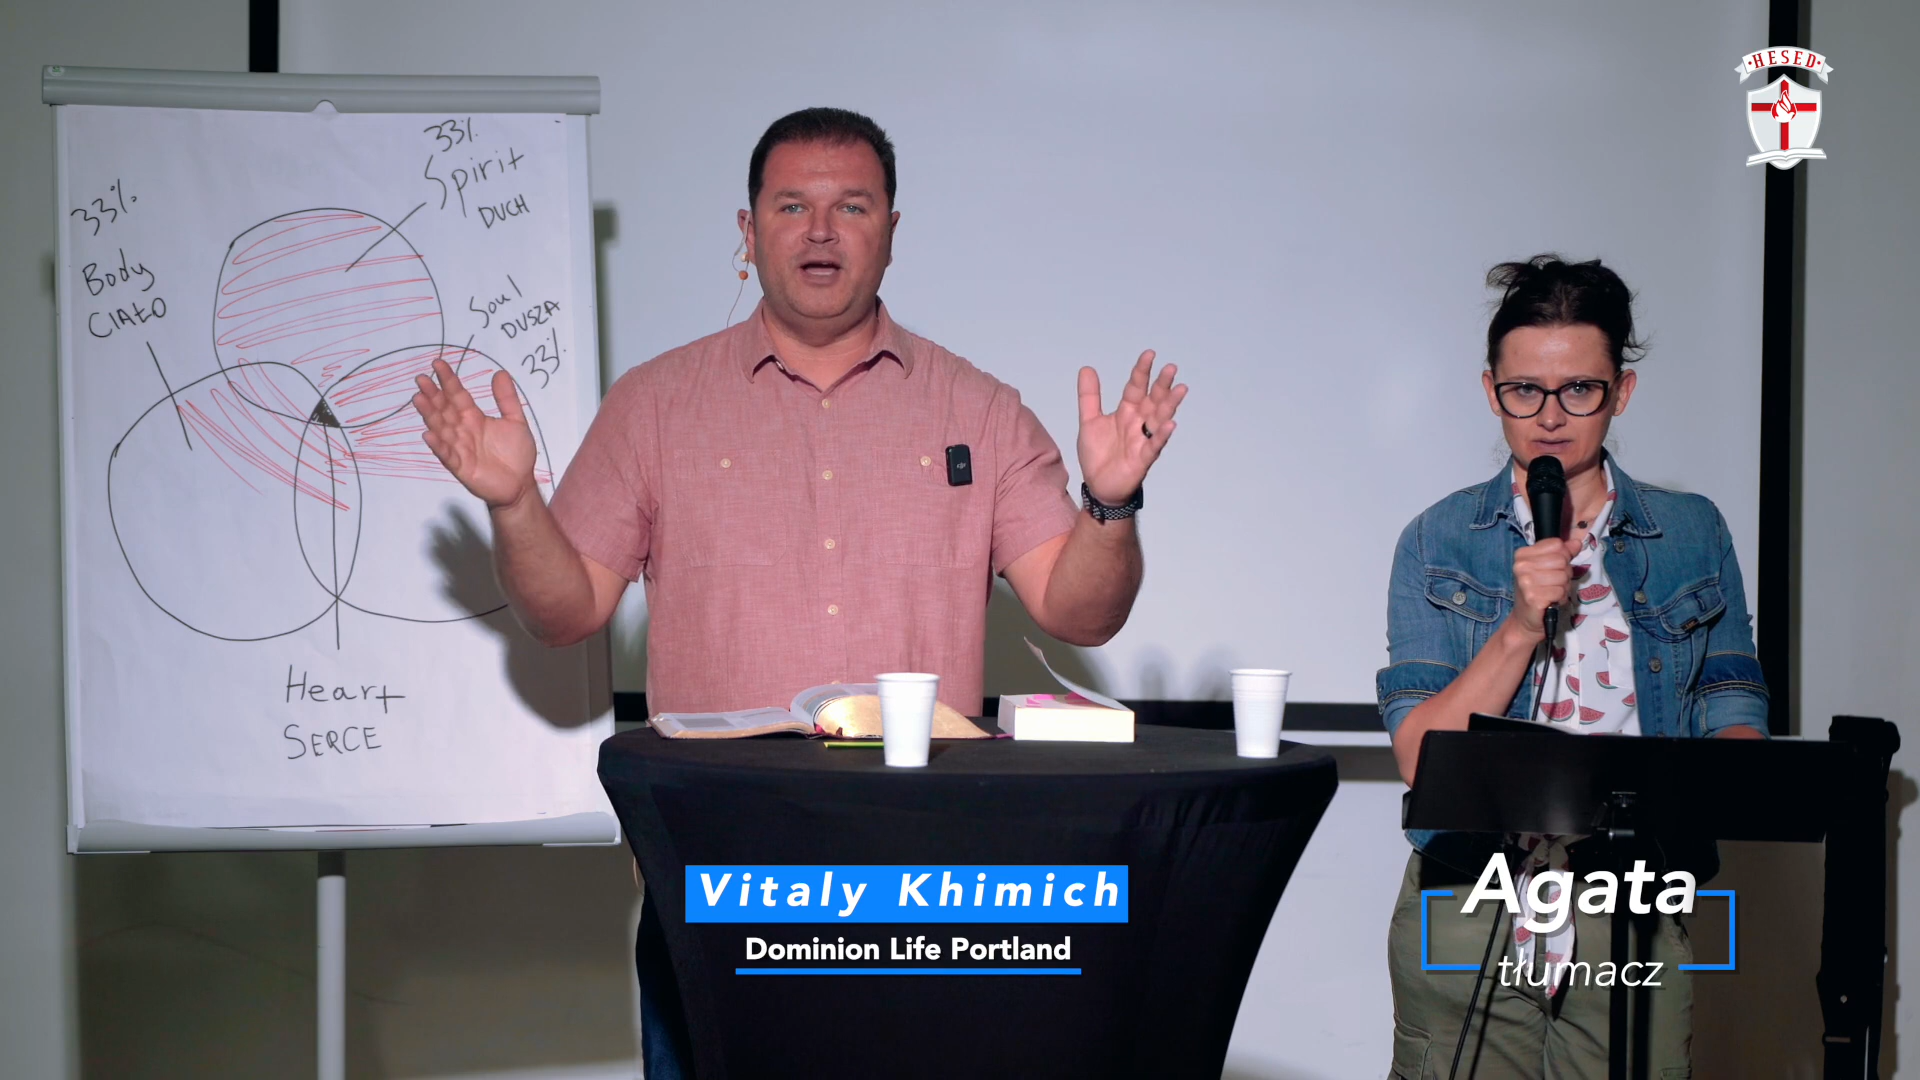 HESED
33%
Spirit
DUCH
33%
Body
CIAŁO
Soul
DUSZA
33%
Heart
SERCE
Vitaly Khimich
Dominion Life Portland
Agata
tłumacz